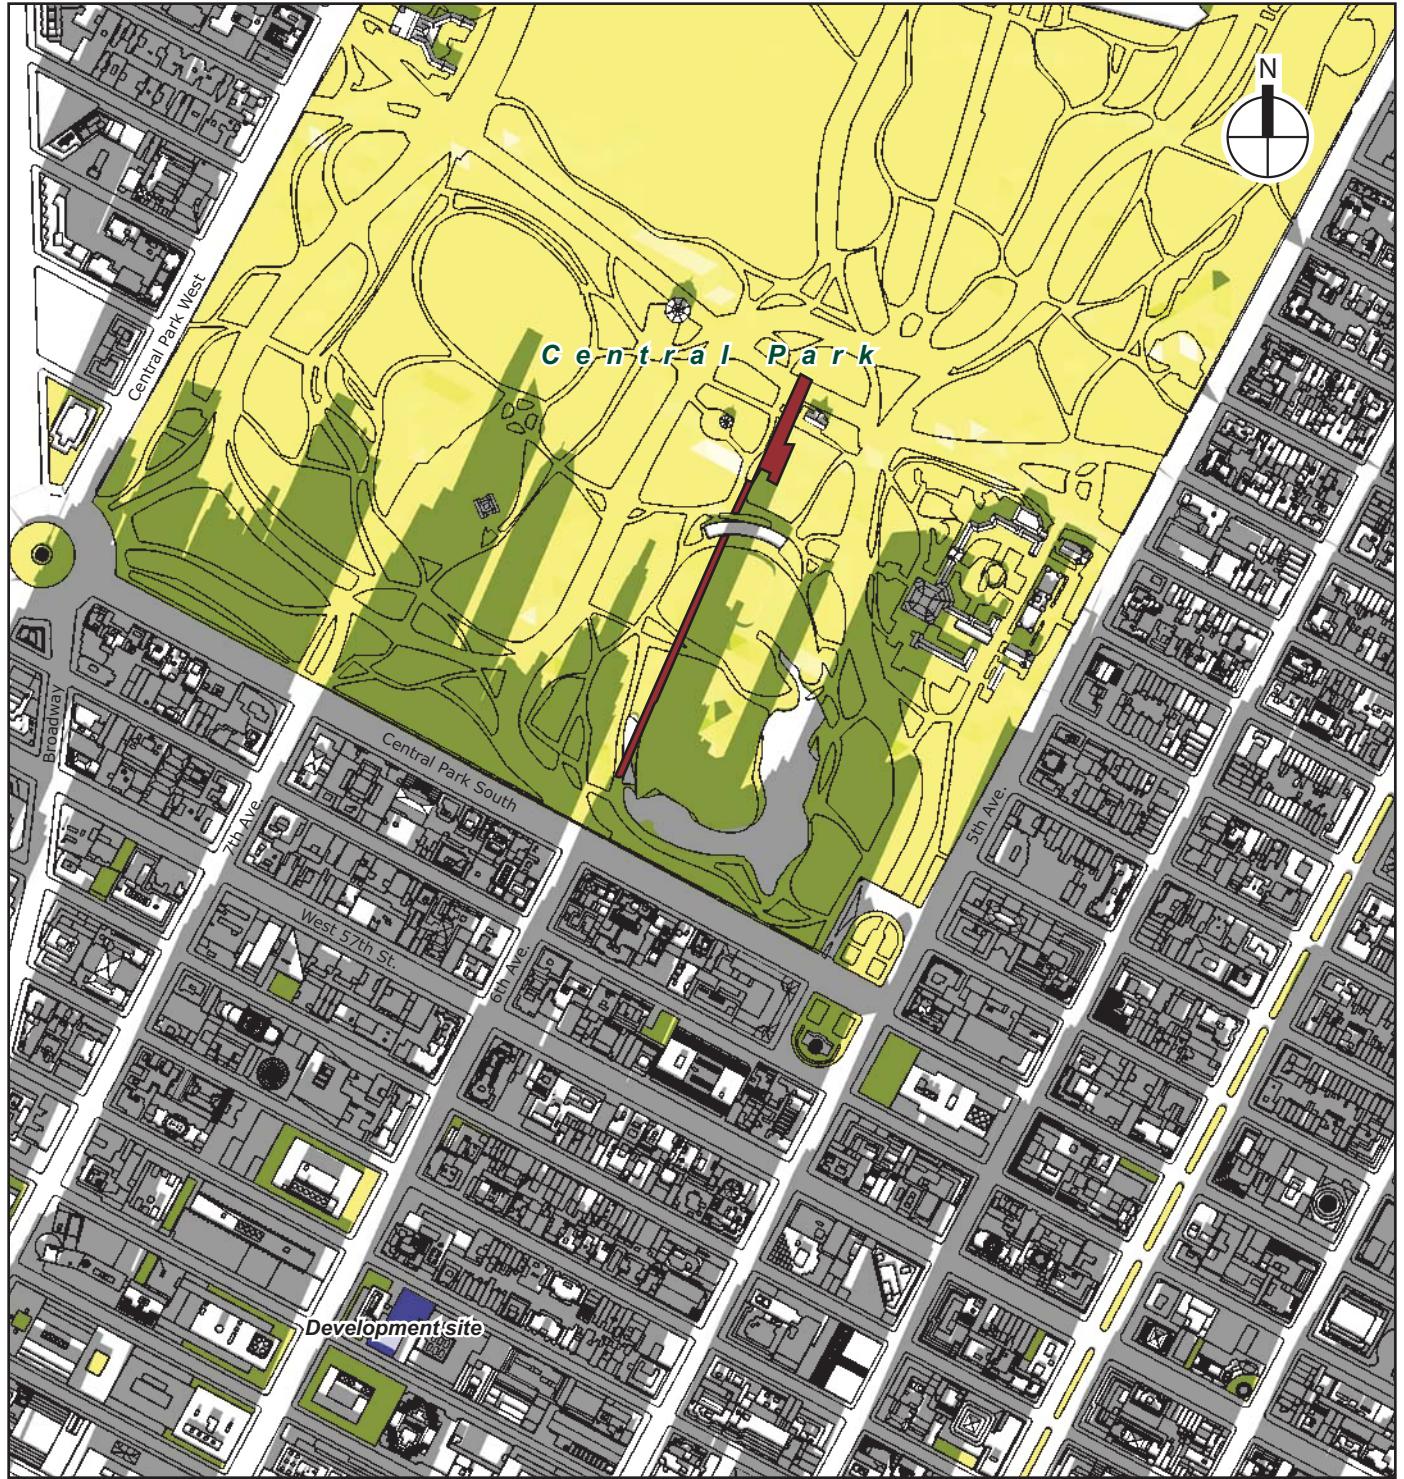 N
Central Park
Central Park West
Broadway
Central Park South
7th Ave.
5th Ave.
West 57th St.
6th Ave.
Development site